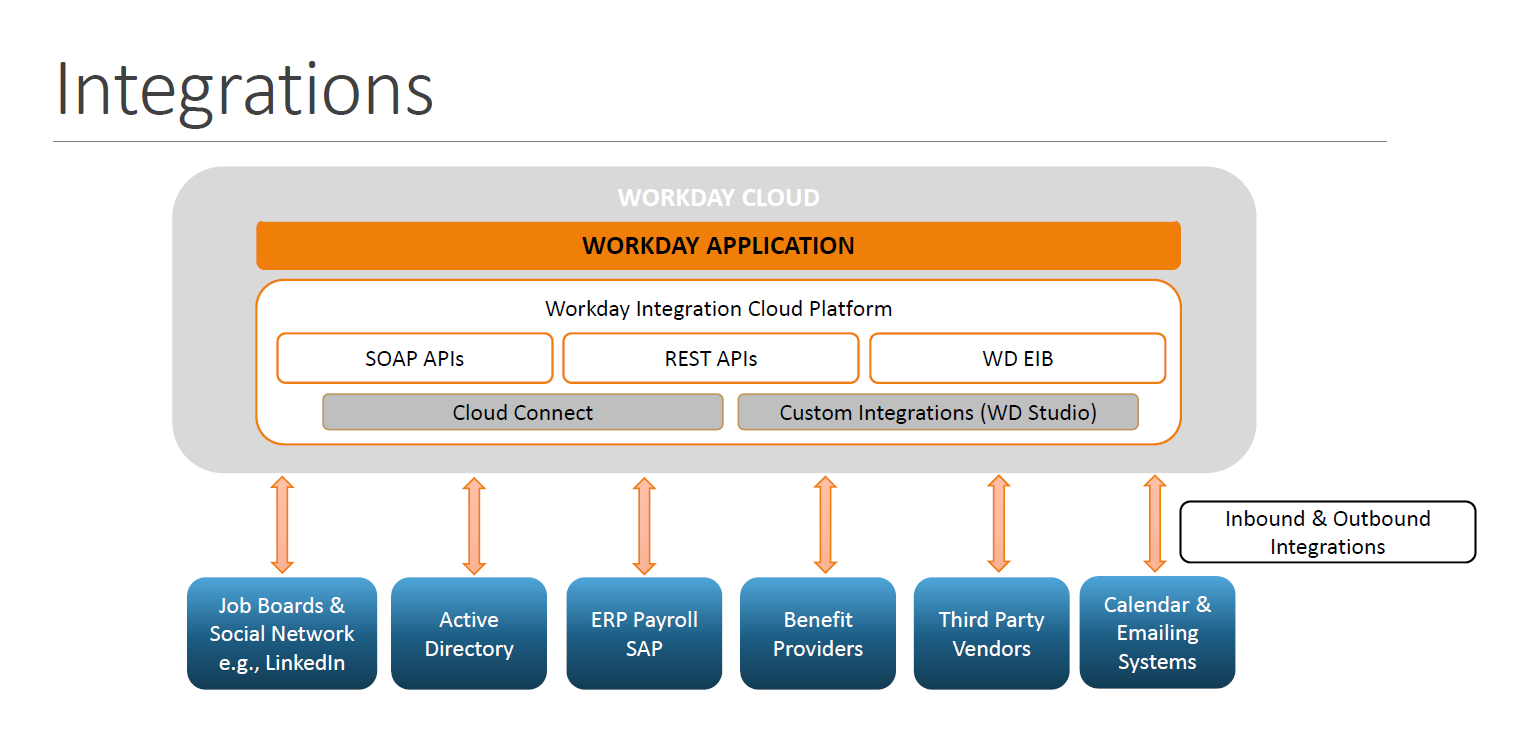 Integrations
WORKDAY CLOUD
WORKDAY APPLICATION
Workday Integration Cloud Platform
SOAP APIs
REST APIs
WD EIB
Cloud Connect
Custom Integrations (WD Studio)
Inbound & Outbound
Integrations
Job Boards &
Social Network
e.g., LinkedIn
Active
Directory
ERP Payroll
SAP
Benefit
Providers
Third Party
Vendors
Calendar &
Emailing
Systems